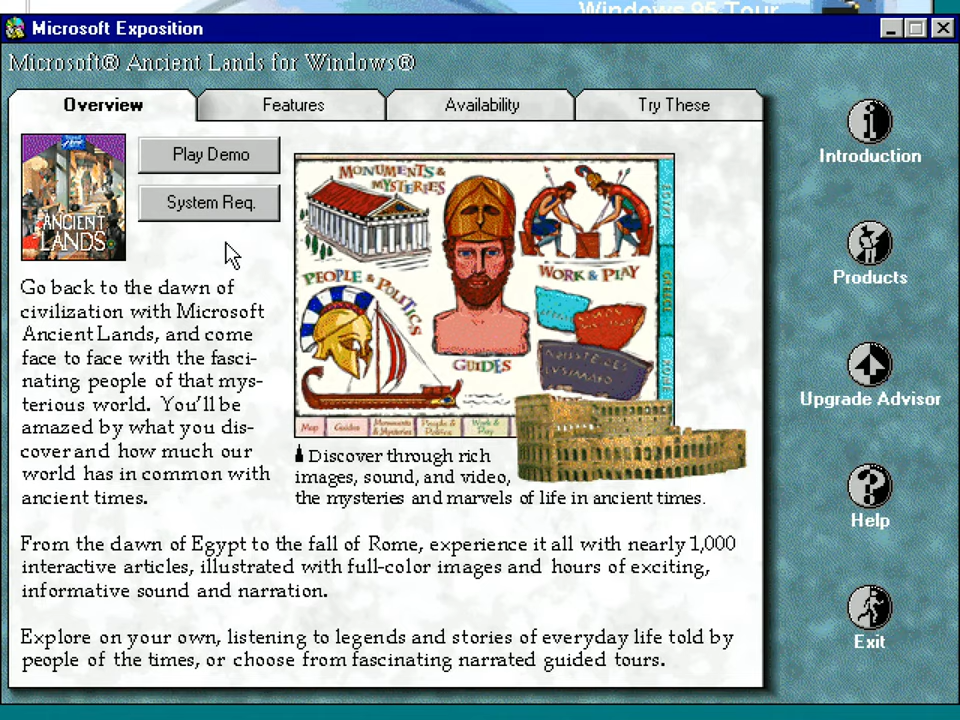 Windows 95 Tour
Microsoft Exposition
Microsoft® Ancient Lands for Windows®
Overview
Features
Availability
Try These
ANCIENT
LANDS
Play Demo
System Req.
Go back to the dawn of
civilization with Microsoft
Ancient Lands, and come
face to face with the fasci-
nating people of that mys-
terious world. You'll be
amazed by what you dis-
cover and how much our
world has in common with
ancient times.
MONUMENTS &
MYSTERIES
PEOPLE & POLITICS
WORK & PLAY
GUIDES
EGYPT
GREECE
ROME
Map
Guides
Monuments
& Mysteries
People &
Politics
Work &
Play
Discover through rich
images, sound, and video,
the mysteries and marvels of life in ancient times.
From the dawn of Egypt to the fall of Rome, experience it all with nearly 1,000
interactive articles, illustrated with full-color images and hours of exciting,
informative sound and narration.
Explore on your own, listening to legends and stories of everyday life told by
people of the times, or choose from fascinating narrated guided tours.
Introduction
Products
Upgrade Advisor
Help
Exit